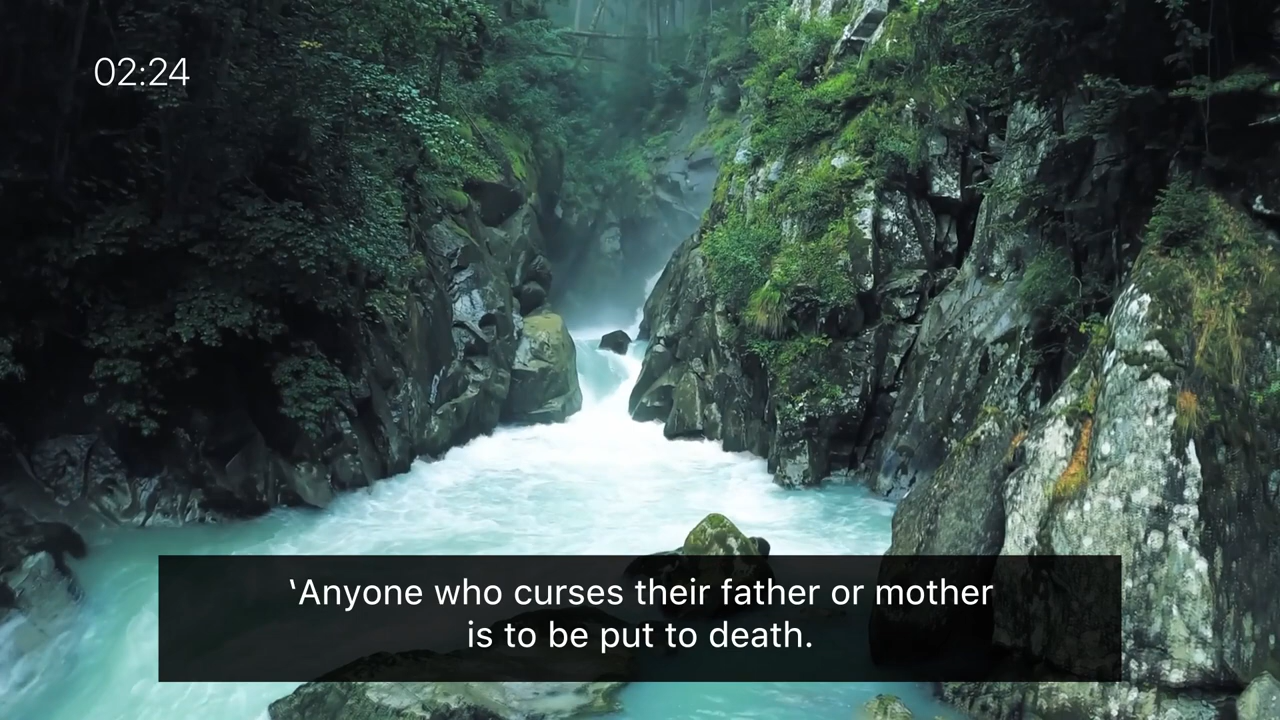 02:24
‘Anyone who curses their father or mother
is to be put to death.